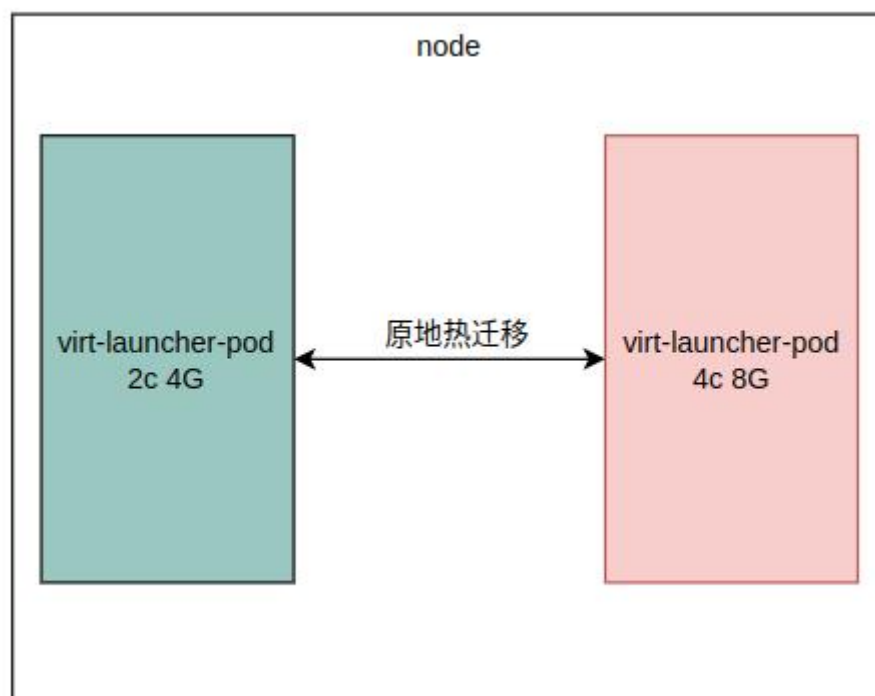 node
virt-launcher-pod
2c 4G
原地热迁移
virt-launcher-pod
4c 8G